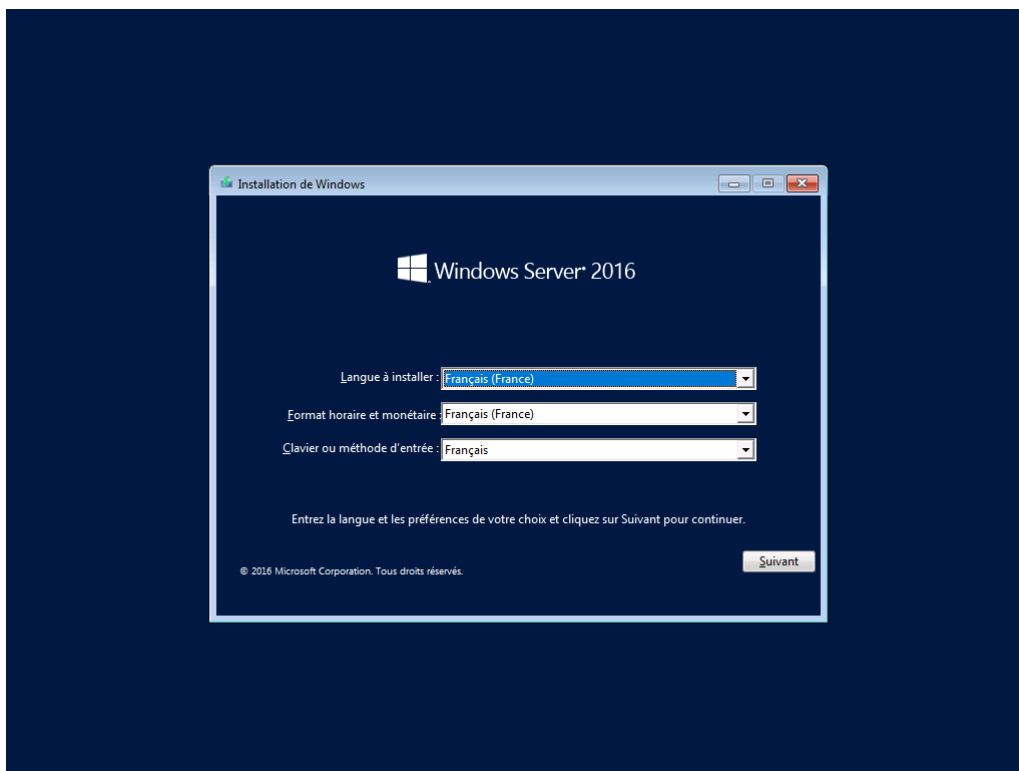 Installation de Windows
Windows Server® 2016
Langue à installer : Français (France)
Format horaire et monétaire : Français (France)
Clavier ou méthode d'entrée : Français
Entrez la langue et les préférences de votre choix et cliquez sur Suivant pour continuer.
Suivant
© 2016 Microsoft Corporation. Tous droits réservés.